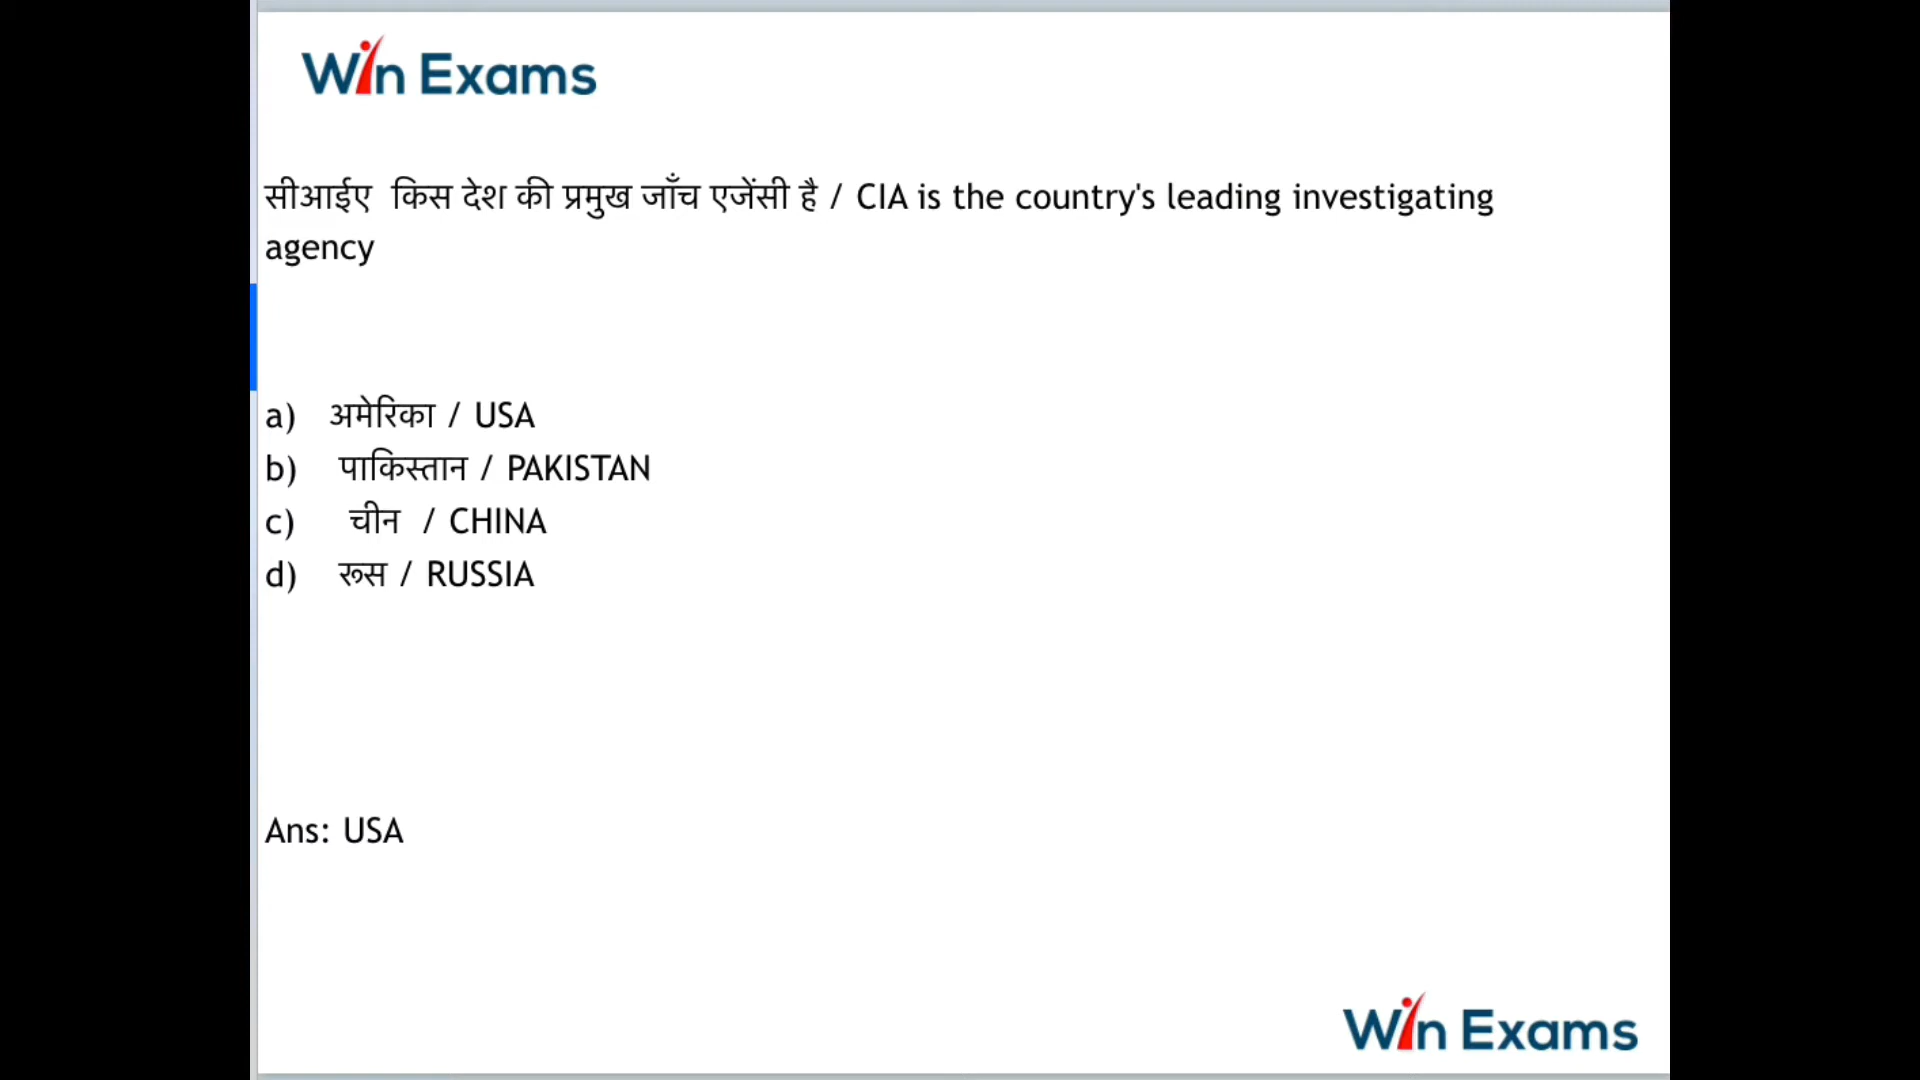 Win Exams
सीआईए  किस देश की प्रमुख जाँच एजेंसी है / CIA is the country's leading investigating
agency
a)   अमेरिका / USA
b)    पाकिस्तान / PAKISTAN
c)     चीन  / CHINA
d)    रूस / RUSSIA
Ans: USA
Win Exams